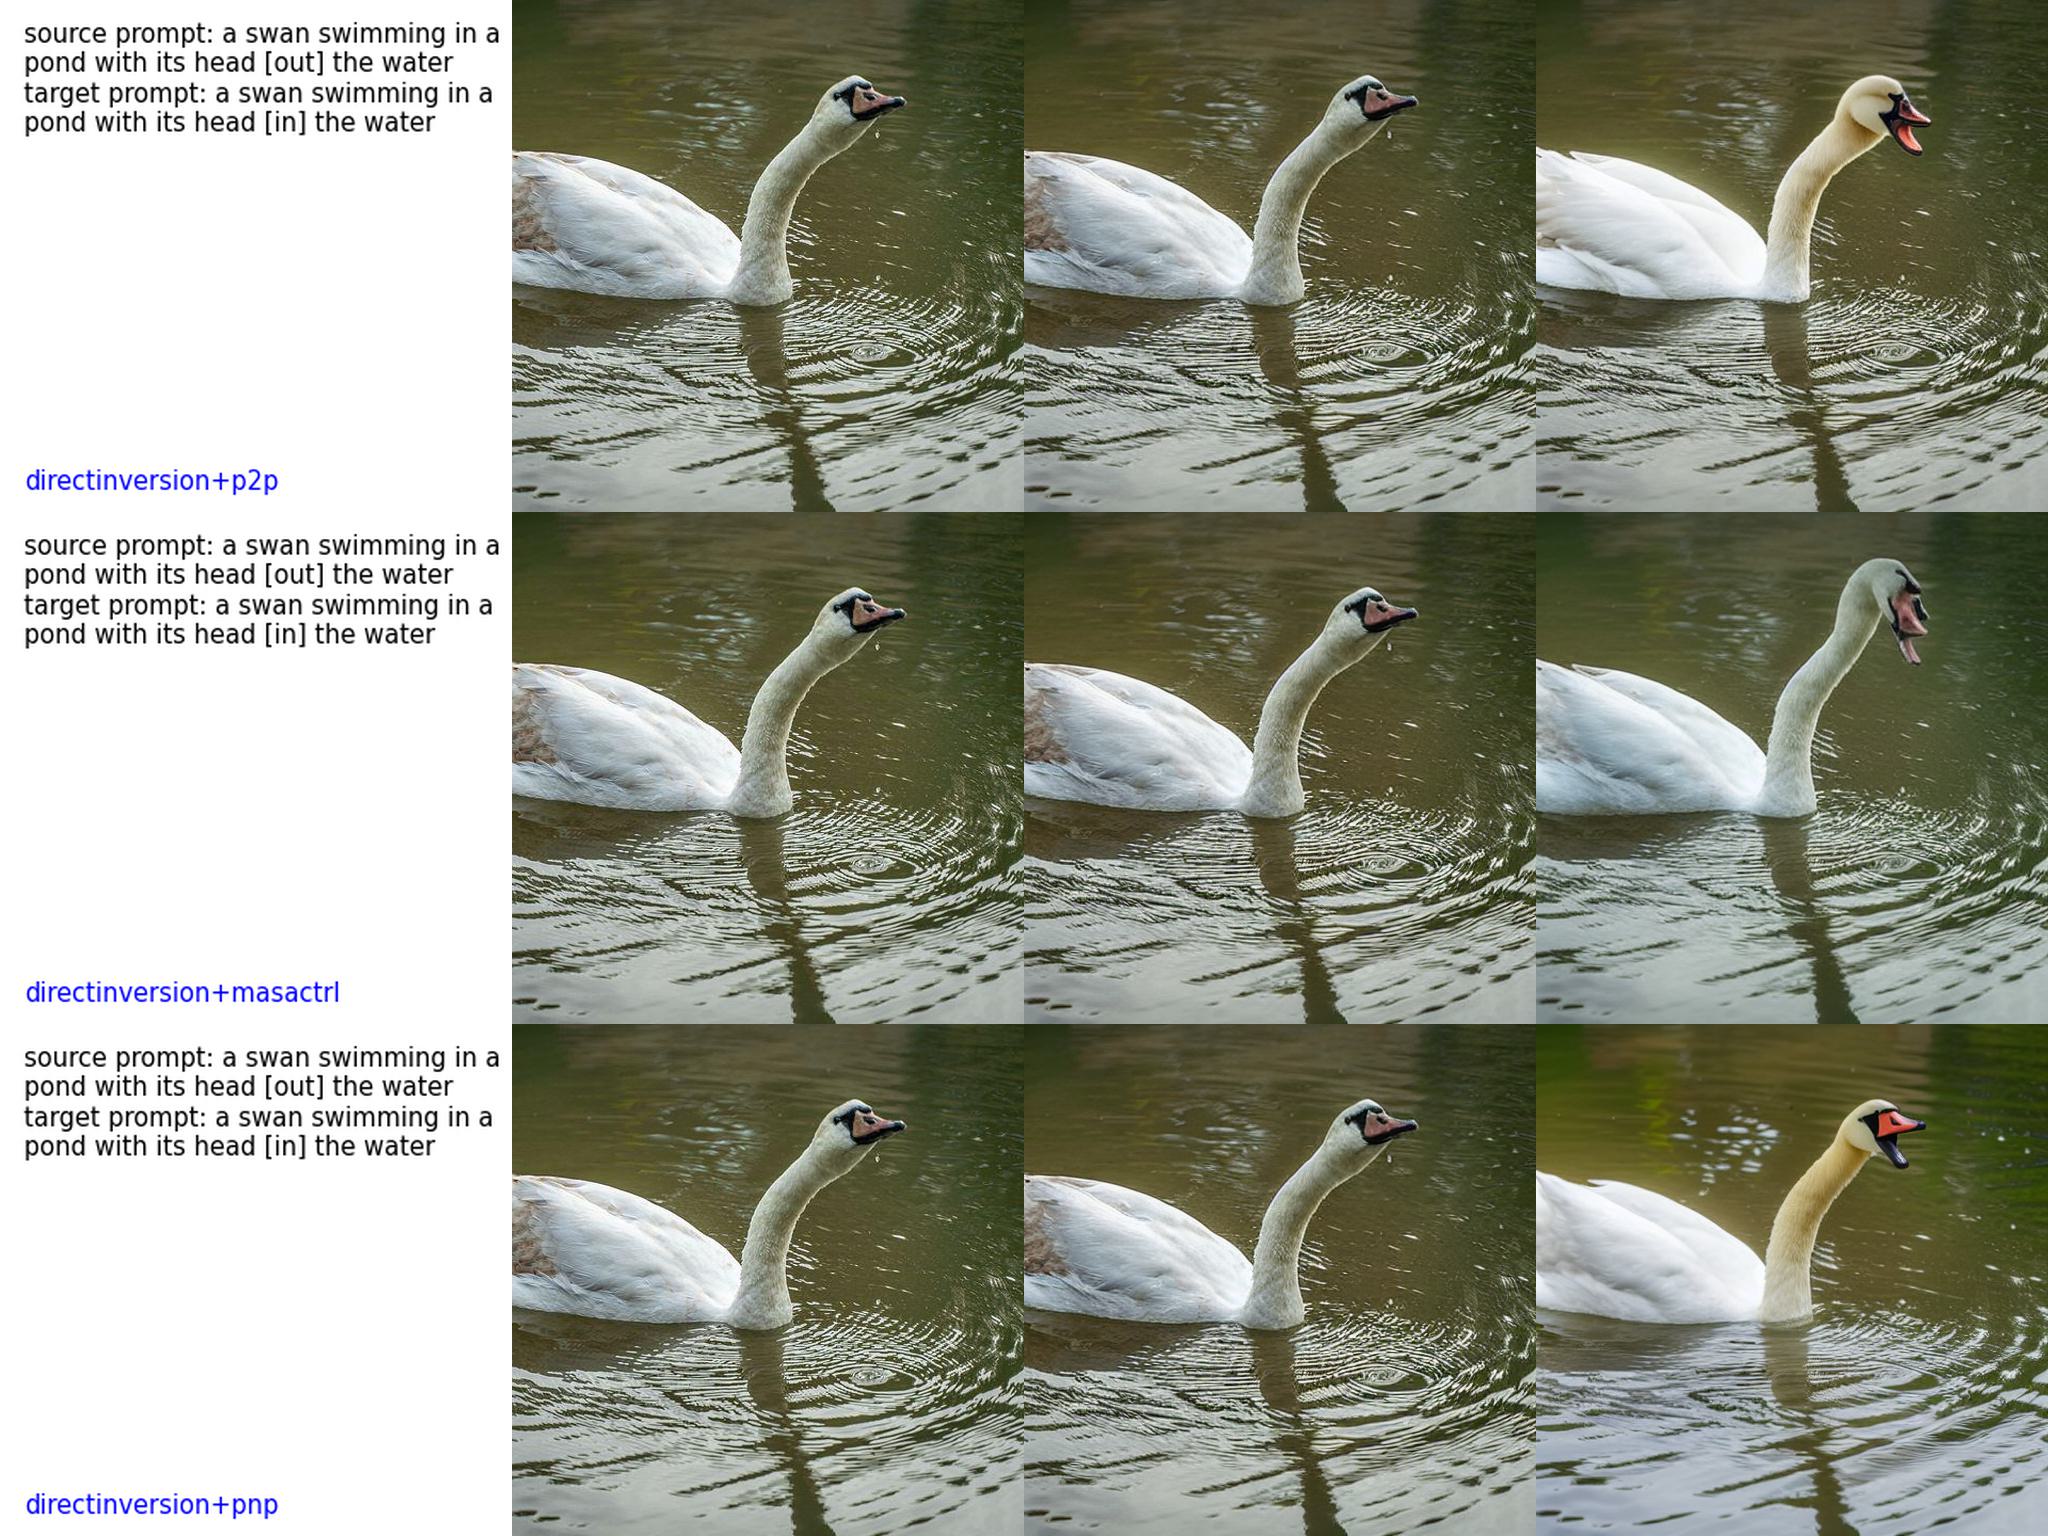 source prompt: a swan swimming in a
pond with its head [out] the water
target prompt: a swan swimming in a
pond with its head [in] the water
directinversion+p2p
source prompt: a swan swimming in a
pond with its head [out] the water
target prompt: a swan swimming in a
pond with its head [in] the water
directinversion+masactrl
source prompt: a swan swimming in a
pond with its head [out] the water
target prompt: a swan swimming in a
pond with its head [in] the water
directinversion+pnp